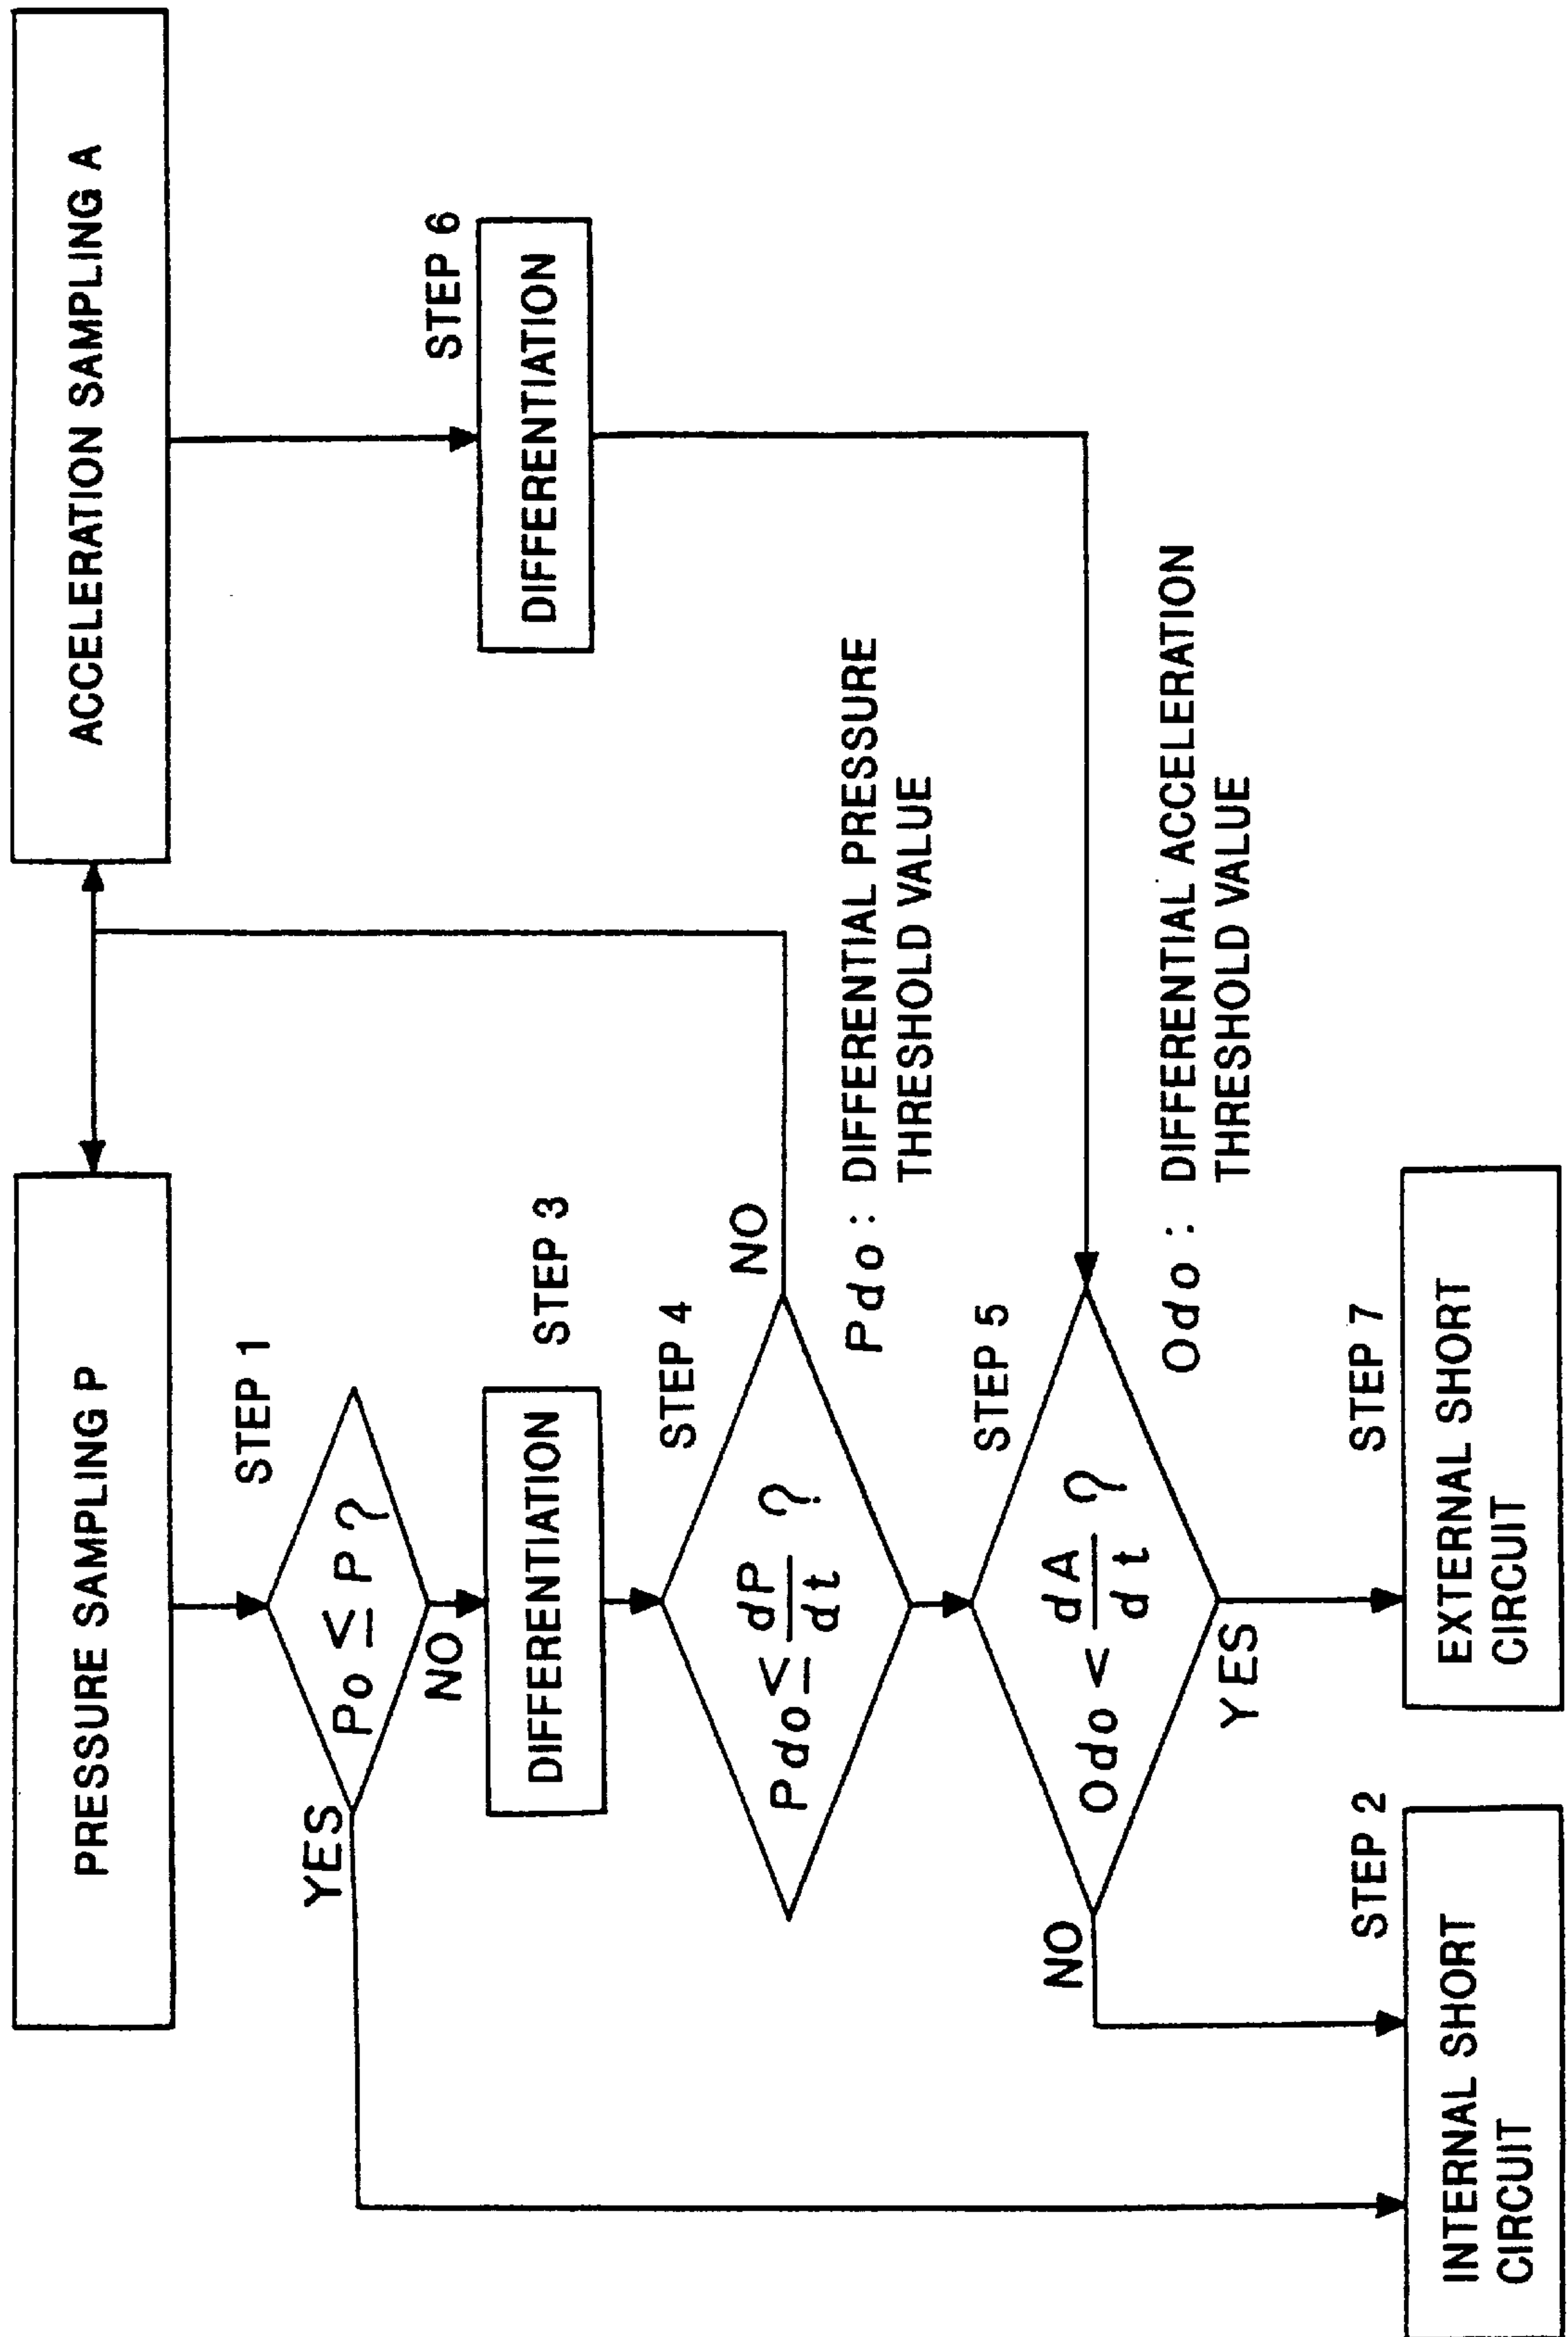 PRESSURE SAMPLING P
ACCELERATION SAMPLING A
STEP 1
Po ≤ P ?
YES
NO
STEP 3
DIFFERENTIATION
STEP 6
DIFFERENTIATION
STEP 4
Pdo ≤ dP/dt ?
NO
Pdo : DIFFERENTIAL PRESSURE
THRESHOLD VALUE
STEP 5
Odo < dA/dt ?
NO
YES
Odo : DIFFERENTIAL ACCELERATION
THRESHOLD VALUE
STEP 2
INTERNAL SHORT
CIRCUIT
STEP 7
EXTERNAL SHORT
CIRCUIT